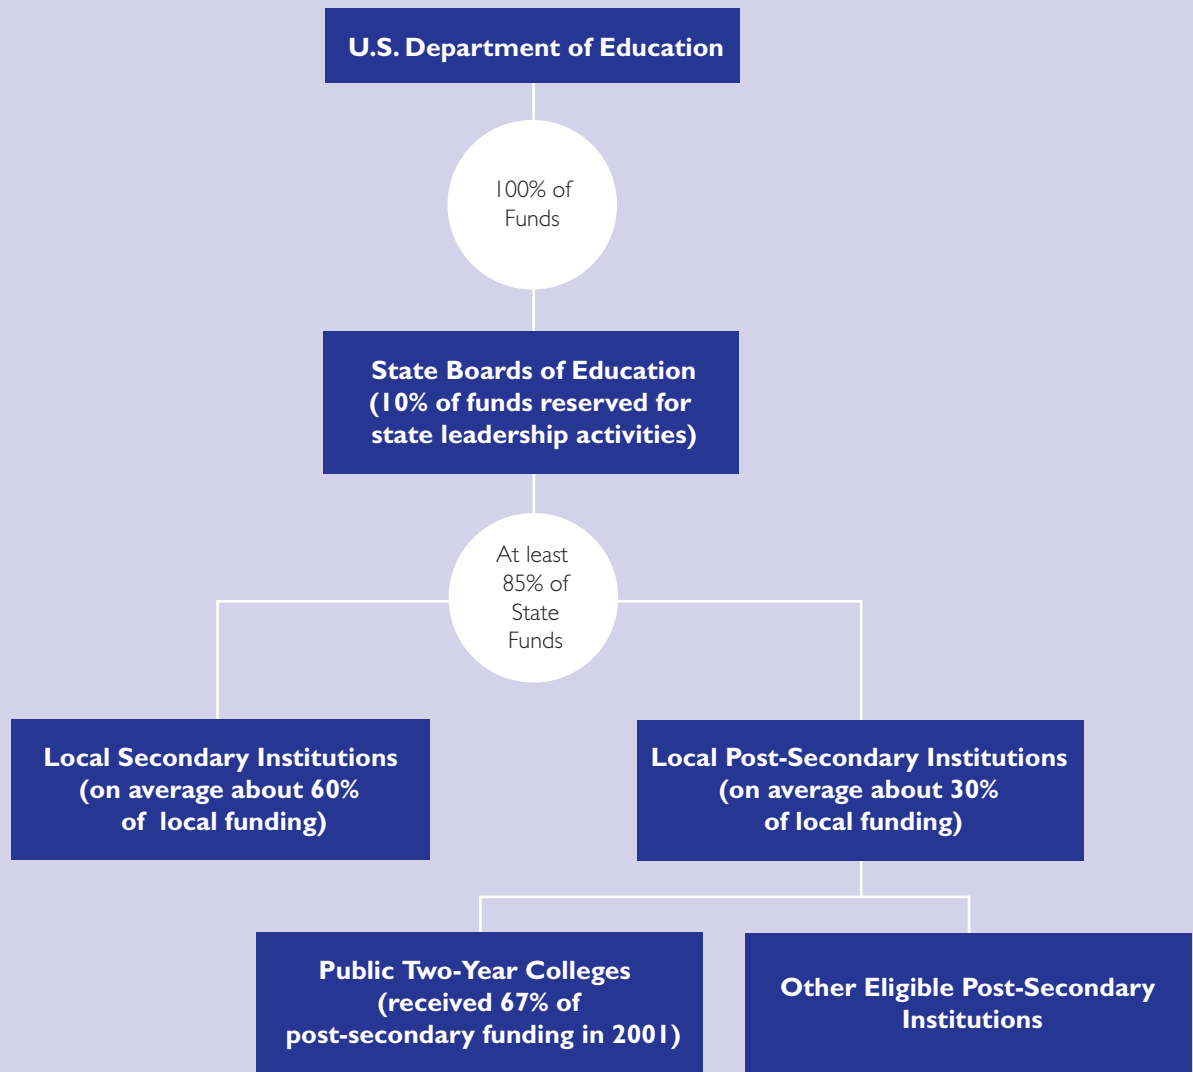 U.S. Department of Education
100% of
Funds
State Boards of Education
(10% of funds reserved for
state leadership activities)
At least
85% of
State
Funds
Local Secondary Institutions
(on average about 60%
of local funding)
Local Post-Secondary Institutions
(on average about 30%
of local funding)
Public Two-Year Colleges
(received 67% of
post-secondary funding in 2001)
Other Eligible Post-Secondary
Institutions